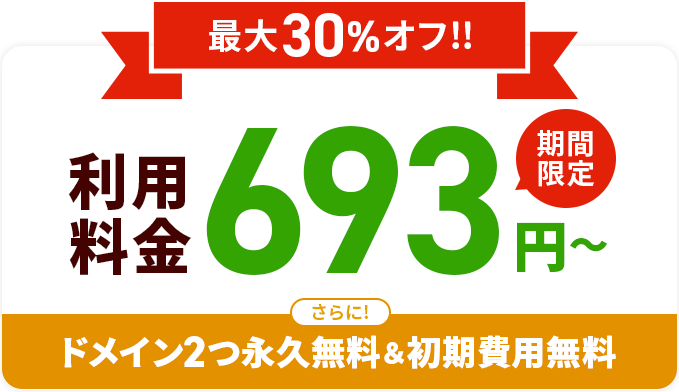 最大30%オフ!!
利用
料金
693
円～
期間
限定
さらに!
ドメイン2つ永久無料&初期費用無料